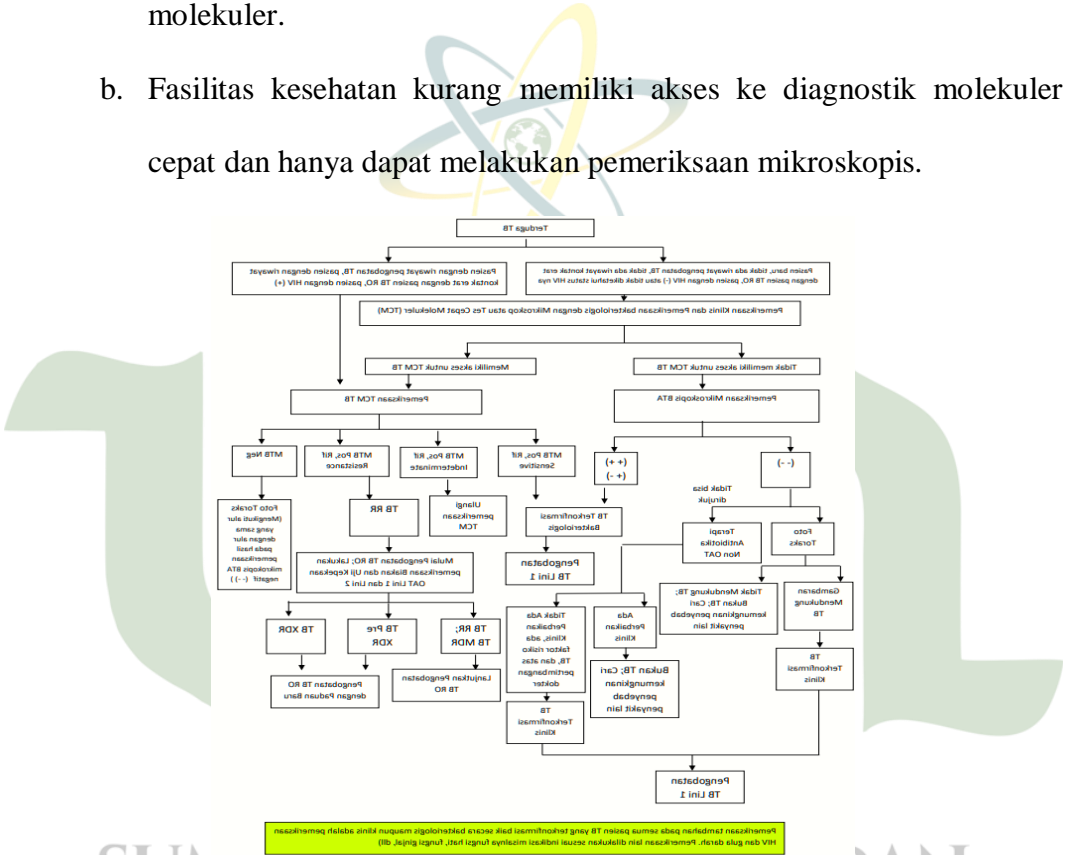 molekuler.
b. Fasilitas kesehatan kurang memiliki akses ke diagnostik molekuler
cepat dan hanya dapat melakukan pemeriksaan mikroskopis.
Terduga TB
Pasien dengan riwayat pengobatan TB, pasien dengan riwayat
kontak erat dengan pasien TB RO, pasien dengan HIV (+)
Pasien baru, tidak ada riwayat pengobatan TB, tidak ada riwayat kontak erat
dengan pasien TB RO, pasien dengan HIV (-) atau tidak diketahui status HIV nya
Pemeriksaan Klinis dan Pemeriksaan bakteriologis dengan Mikroskop atau Tes Cepat Molekuler (TCM)
Memiliki akses untuk TCM TB
Tidak memiliki akses untuk TCM TB
Pemeriksaan TCM TB
Pemeriksaan Mikroskopis BTA
MTB Neg
MTB Pos, Rif
Resistance
MTB Pos, Rif
Indeterminate
MTB Pos, Rif
Sensitive
(+ +)
(+ -)
(- -)
Tidak bisa
dirujuk
Foto Toraks
(Mengikuti alur
yang sama
dengan alur
pada hasil
pemeriksaan
mikroskopis BTA
negatif (- -) )
TB RR
Ulangi
pemeriksaan
TCM
TB Terkonfirmasi
Bakteriologis
Terapi
Antibiotika
Non OAT
Foto
Toraks
Mulai Pengobatan TB RO; Lakukan
pemeriksaan Biakan dan Uji Kepekaan
OAT Lini 1 dan Lini 2
Pengobatan
TB Lini 1
Tidak Mendukung TB;
Bukan TB; Cari
kemungkinan penyebab
penyakit lain
Gambaran
Mendukung
TB
TB XDR
TB Pre
XDR
TB RR;
TB MDR
Tidak Ada
Perbaikan
Klinis, ada
faktor risiko
TB, dan atas
pertimbangan
dokter
Ada
Perbaikan
Klinis
TB
Terkonfirmasi
Klinis
Pengobatan TB RO
dengan Paduan Baru
Lanjutkan Pengobatan
TB RO
Bukan TB; Cari
kemungkinan
penyebab
penyakit lain
TB
Terkonfirmasi
Klinis
Pengobatan
TB Lini 1
Pemeriksaan tambahan pada semua pasien TB yang terkonfirmasi baik secara bakteriologis maupun klinis adalah pemeriksaan
HIV dan gula darah. Pemeriksaan lain dilakukan sesuai indikasi misalnya fungsi hati, fungsi ginjal, dll)